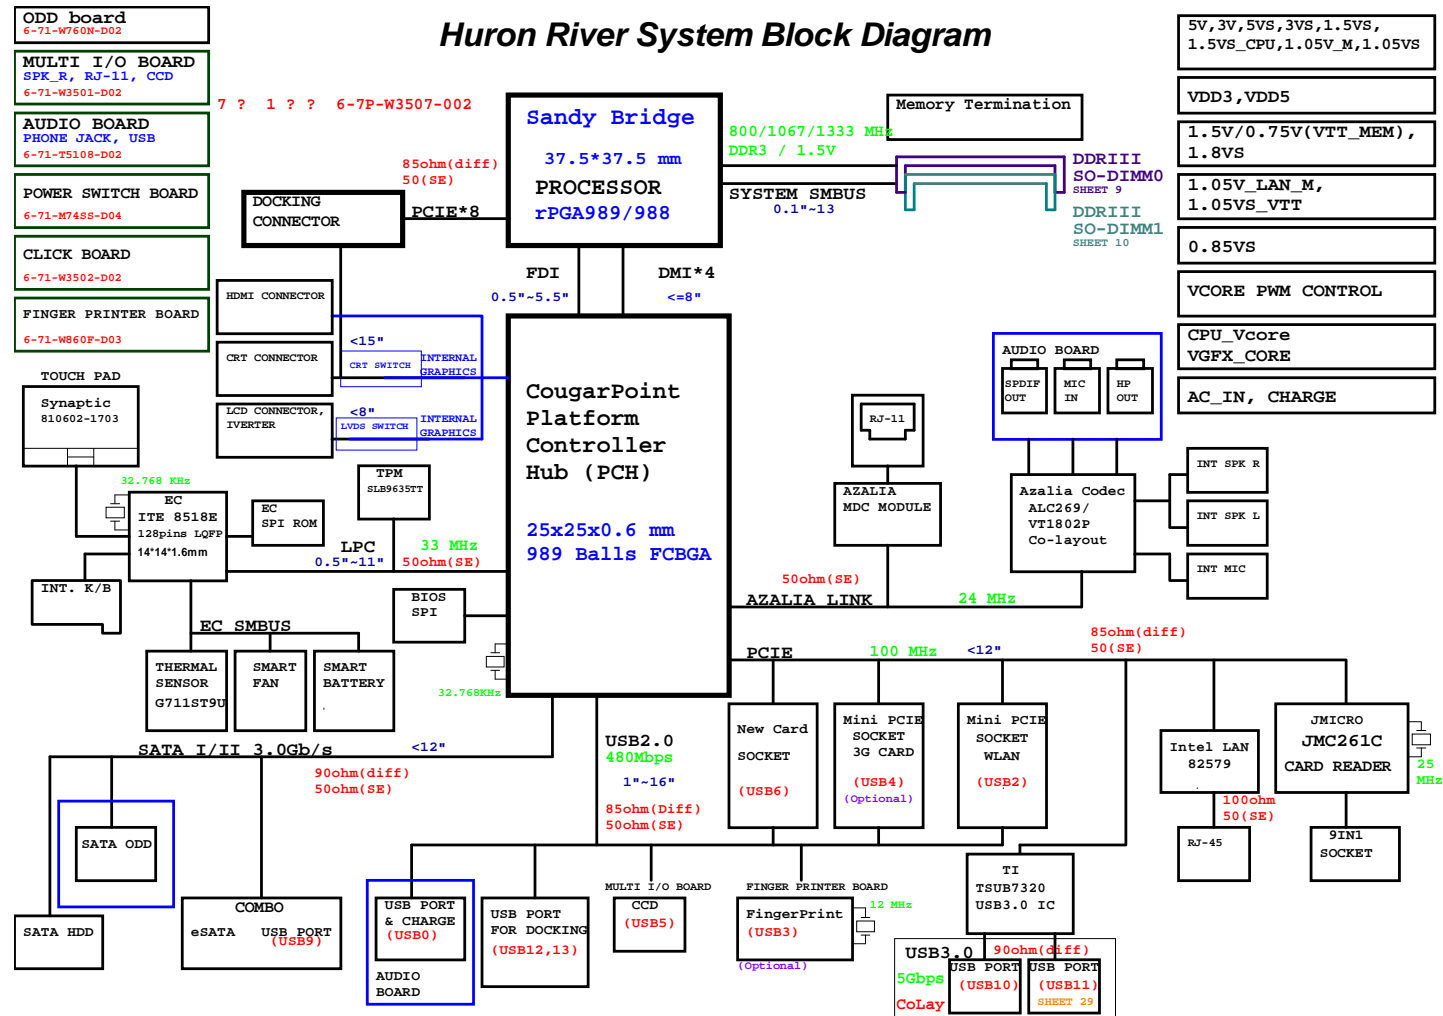 Huron River System Block Diagram
ODD board
6-71-W760N-D02
MULTI I/O BOARD
SPK_R, RJ-11, CCD
6-71-W3501-D02
AUDIO BOARD
PHONE JACK, USB
6-71-T5108-D02
POWER SWITCH BOARD
6-71-M74SS-D04
CLICK BOARD
6-71-W3502-D02
FINGER PRINTER BOARD
6-71-W860F-D03
7 ? 1 ? ? 6-7P-W3507-002
5V,3V,5VS,3VS,1.5VS,
1.5VS_CPU,1.05V_M,1.05VS
VDD3,VDD5
1.5V/0.75V(VTT_MEM),
1.8VS
1.05V_LAN_M,
1.05VS_VTT
0.85VS
VCORE PWM CONTROL
CPU_Vcore
VGFX_CORE
AC_IN, CHARGE
Sandy Bridge
37.5*37.5 mm
PROCESSOR
rPGA989/988
Memory Termination
800/1067/1333 MHz
DDR3 / 1.5V
SYSTEM SMBUS
0.1"~13
DDRIII
SO-DIMM0
SHEET 9
DDRIII
SO-DIMM1
SHEET 10
85ohm(diff)
50(SE)
DOCKING
CONNECTOR
PCIE*8
FDI
0.5"~5.5"
DMI*4
<=8"
HDMI CONNECTOR
CRT CONNECTOR
<15"
CRT SWITCH
INTERNAL
GRAPHICS
LCD CONNECTOR,
IVERTER
<8"
LVDS SWITCH
INTERNAL
GRAPHICS
CougarPoint
Platform
Controller
Hub (PCH)
25x25x0.6 mm
989 Balls FCBGA
TOUCH PAD
Synaptic
810602-1703
32.768 KHz
EC
ITE 8518E
128pins LQFP
14*14*1.6mm
EC
SPI ROM
TPM
SLB9635TT
LPC
0.5"~11"
33 MHz
50ohm(SE)
INT. K/B
BIOS
SPI
32.768KHz
EC SMBUS
THERMAL
SENSOR
G711ST9U
SMART
FAN
SMART
BATTERY
RJ-11
AZALIA
MDC MODULE
AUDIO BOARD
SPDIF
OUT
MIC
IN
HP
OUT
Azalia Codec
ALC269/
VT1802P
Co-layout
INT SPK R
INT SPK L
INT MIC
50ohm(SE)
AZALIA LINK
24 MHz
PCIE
100 MHz
<12"
85ohm(diff)
50(SE)
New Card
SOCKET
(USB6)
Mini PCIE
SOCKET
3G CARD
(USB4)
(Optional)
Mini PCIE
SOCKET
WLAN
(USB2)
Intel LAN
82579
100ohm
50(SE)
RJ-45
JMICRO
JMC261C
CARD READER
25
MHz
9IN1
SOCKET
SATA I/II 3.0Gb/s
<12"
90ohm(diff)
50ohm(SE)
USB2.0
480Mbps
1"~16"
85ohm(Diff)
50ohm(SE)
SATA ODD
SATA HDD
COMBO
eSATA USB PORT
(USB9)
USB PORT
& CHARGE
(USB0)
AUDIO
BOARD
USB PORT
FOR DOCKING
(USB12,13)
MULTI I/O BOARD
CCD
(USB5)
FINGER PRINTER BOARD
FingerPrint
(USB3)
(Optional)
12 MHz
TI
TSUB7320
USB3.0 IC
USB3.0
90ohm(diff)
5Gbps
CoLay
USB PORT
(USB10)
USB PORT
(USB11)
SHEET 29